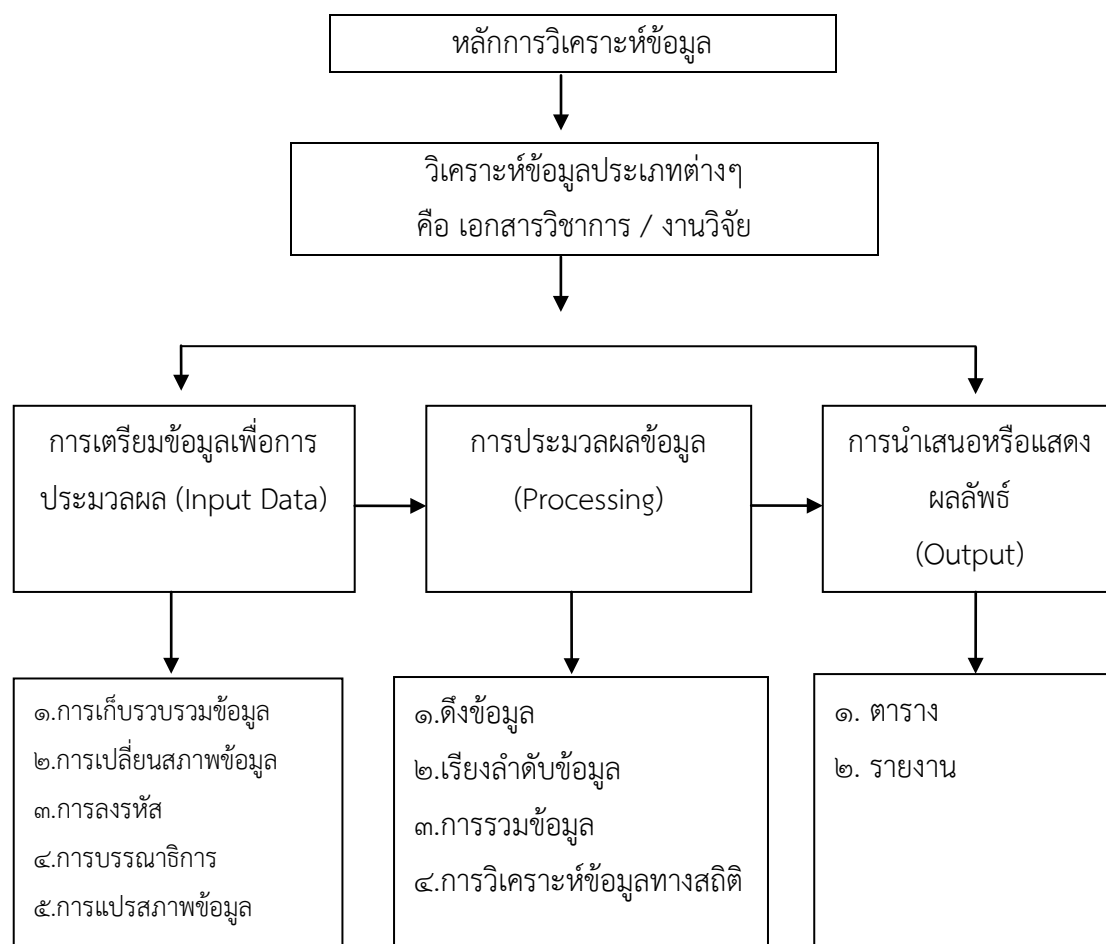 หลักการวิเคราะห์ข้อมูล
วิเคราะห์ข้อมูลประเภทต่างๆ
คือ เอกสารวิชาการ / งานวิจัย
การเตรียมข้อมูลเพื่อการ
ประมวลผล (Input Data)
การประมวลผลข้อมูล
(Processing)
การนำเสนอหรือแสดง
ผลลัพธ์
(Output)
๑.การเก็บรวบรวมข้อมูล
๒.การเปลี่ยนสภาพข้อมูล
๓.การลงรหัส
๔.การบรรณาธิการ
๕.การแปรสภาพข้อมูล
๑.ดึงข้อมูล
๒.เรียงลำดับข้อมูล
๓.การรวมข้อมูล
๔.การวิเคราะห์ข้อมูลทางสถิติ
๑. ตาราง
๒. รายงาน